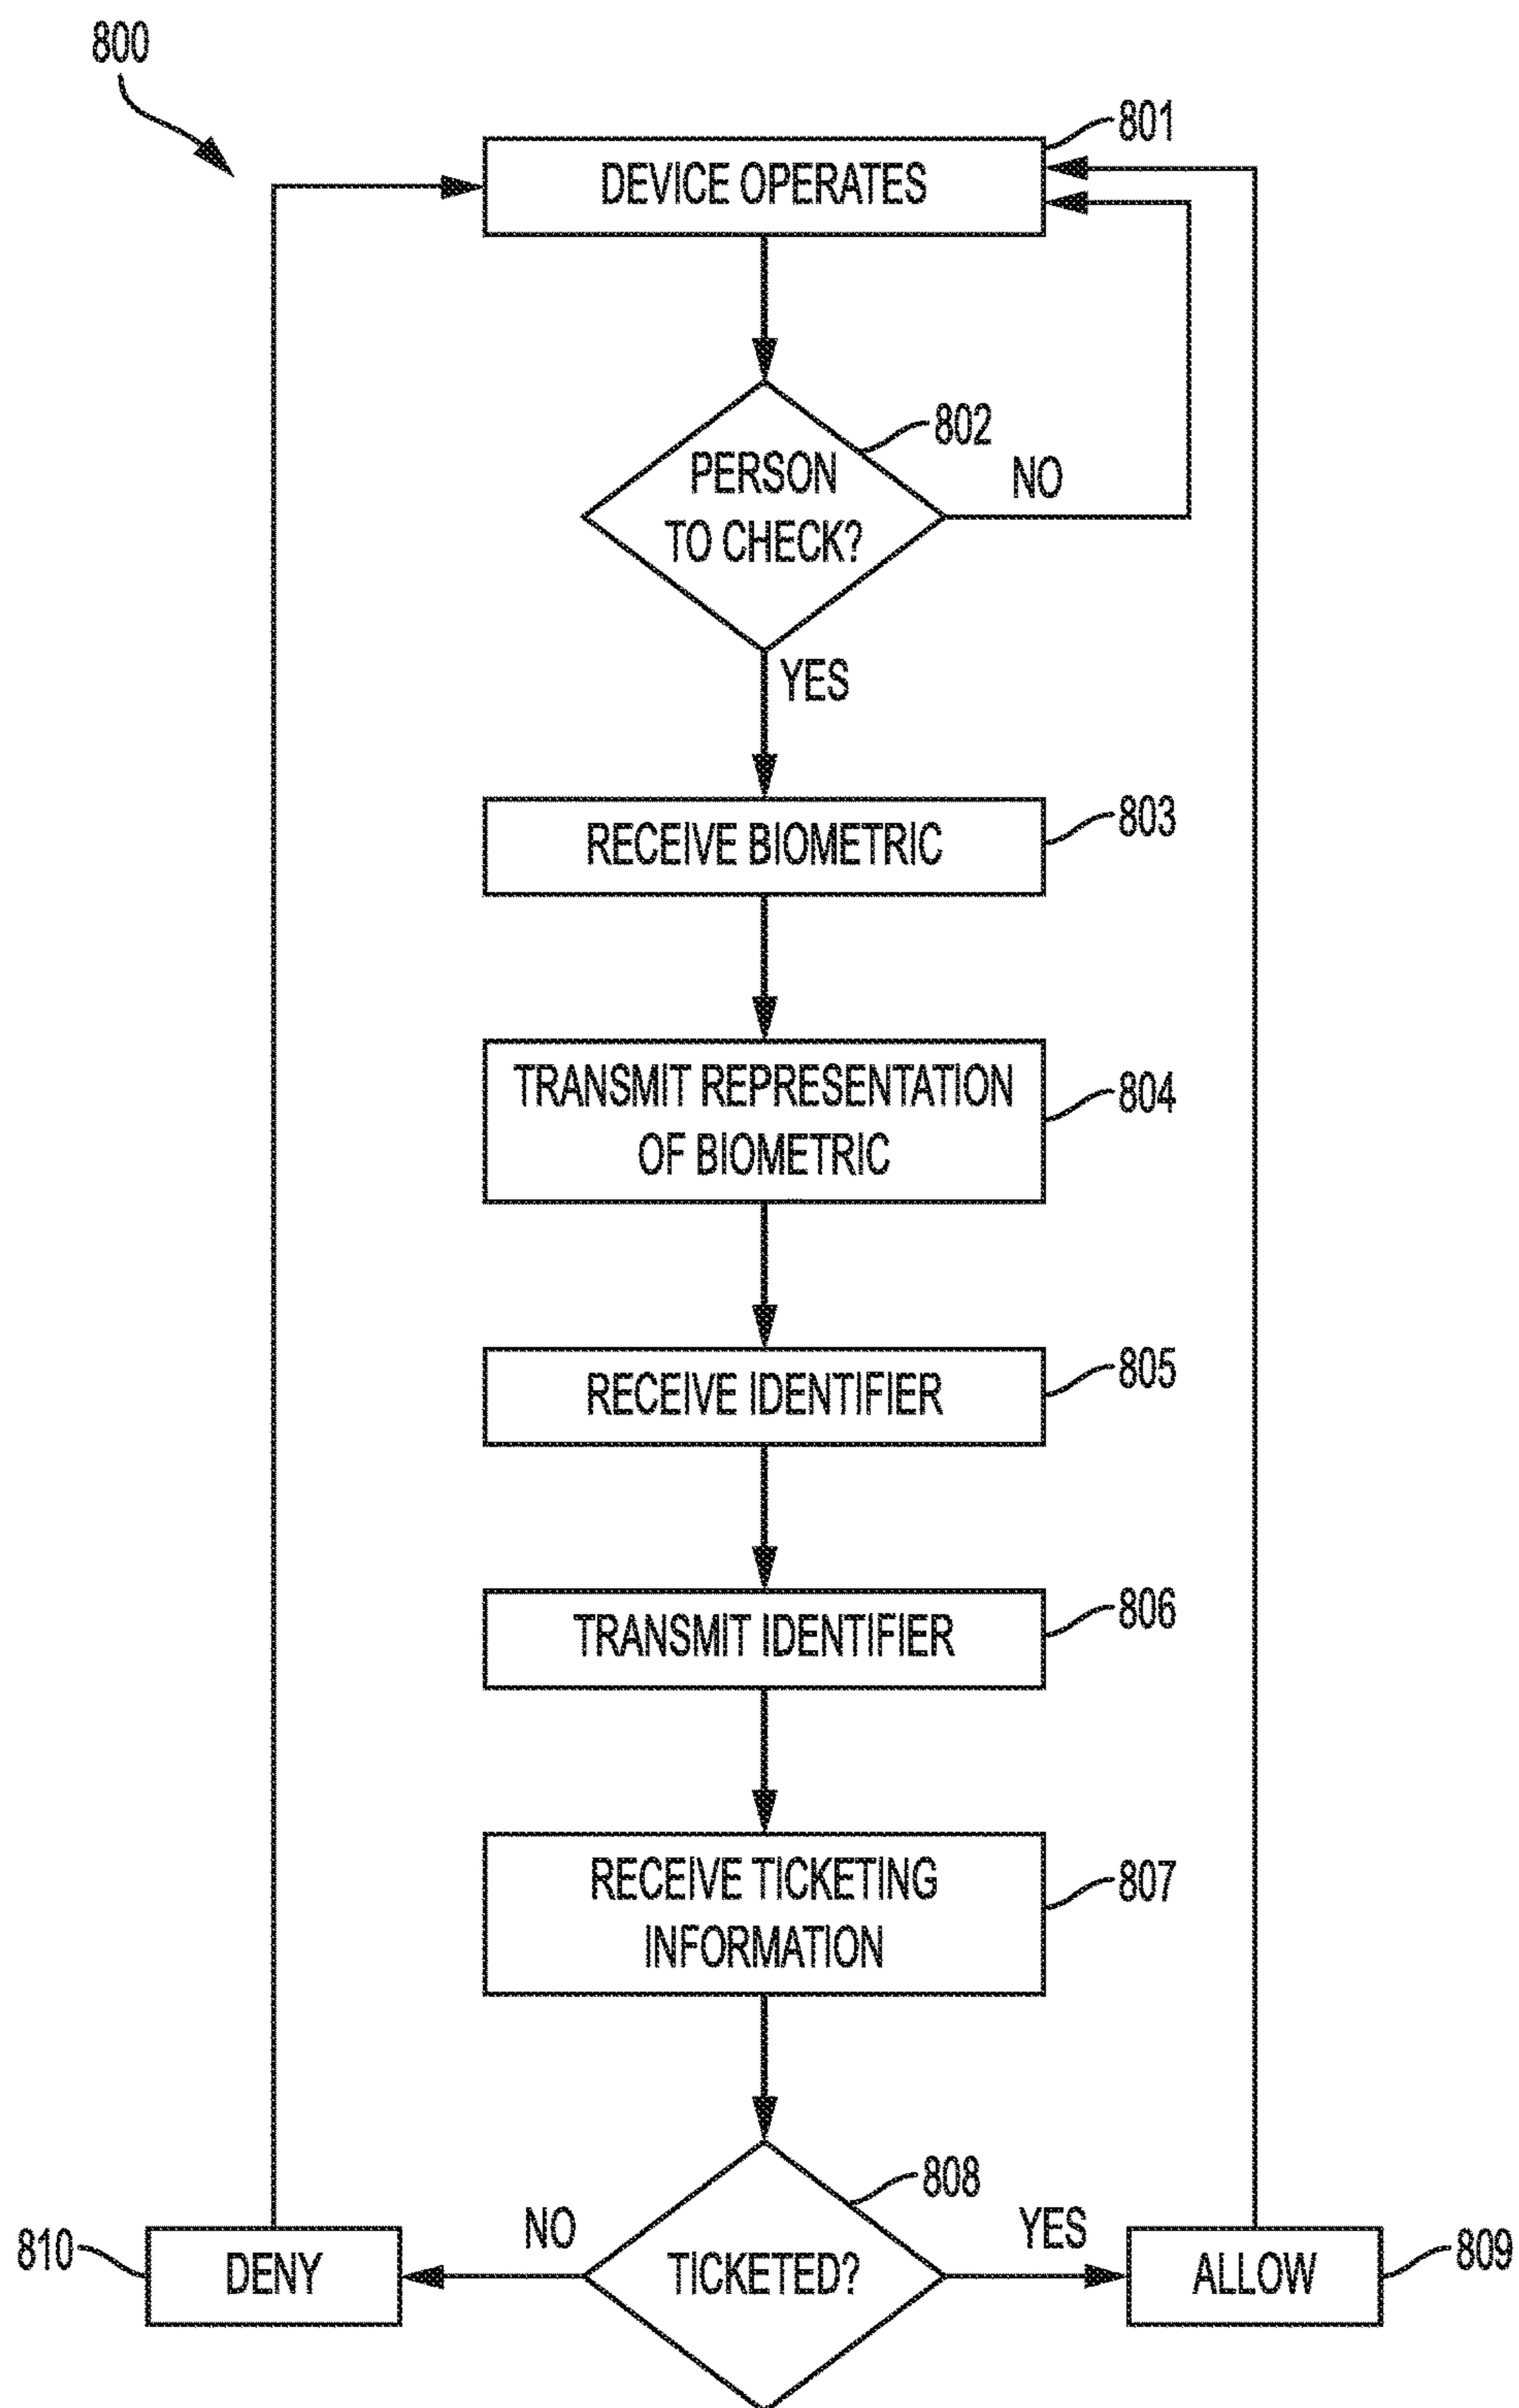 800
801
DEVICE OPERATES
802
PERSON
TO CHECK?
NO
YES
803
RECEIVE BIOMETRIC
804
TRANSMIT REPRESENTATION
OF BIOMETRIC
805
RECEIVE IDENTIFIER
806
TRANSMIT IDENTIFIER
807
RECEIVE TICKETING
INFORMATION
808
NO
YES
810
DENY
TICKETED?
ALLOW
809